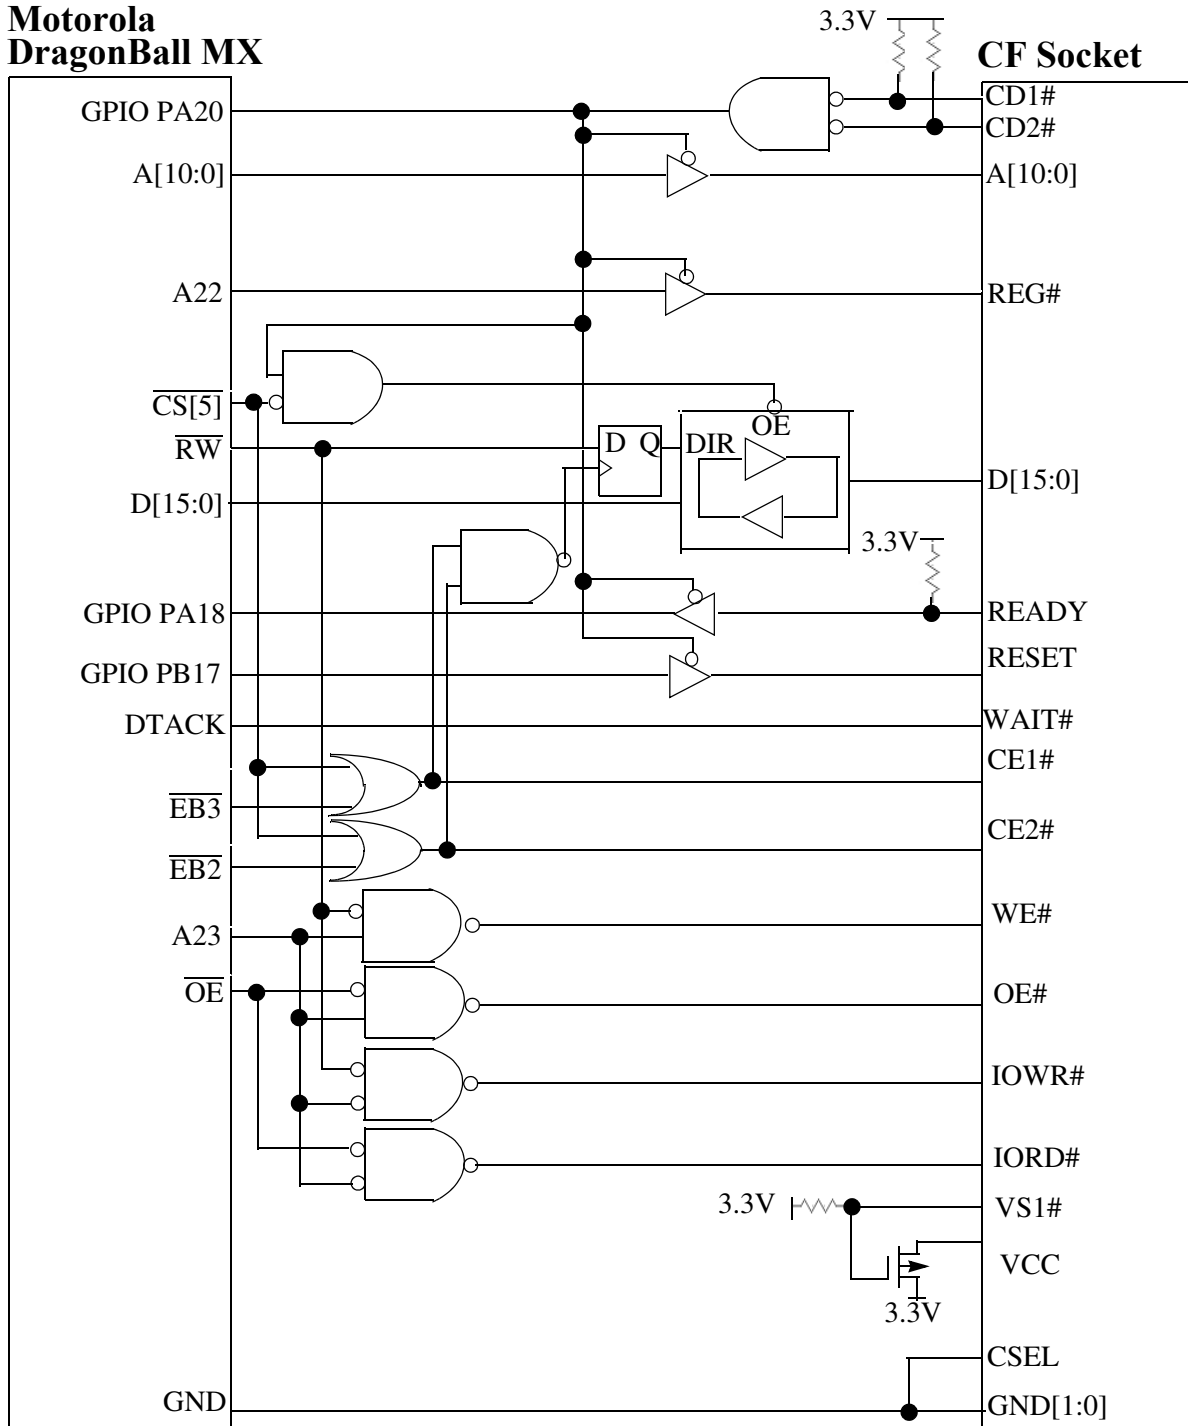 Motorola
DragonBall MX
3.3V
CF Socket
GPIO PA20
CD1#
CD2#
A[10:0]
A[10:0]
A22
REG#
CS[5]
RW
D Q
DIR
OE
D[15:0]
D[15:0]
3.3V
GPIO PA18
READY
GPIO PB17
RESET
DTACK
WAIT#
CE1#
EB3
CE2#
EB2
WE#
A23
OE
OE#
IOWR#
IORD#
3.3V
VS1#
VCC
3.3V
CSEL
GND
GND[1:0]